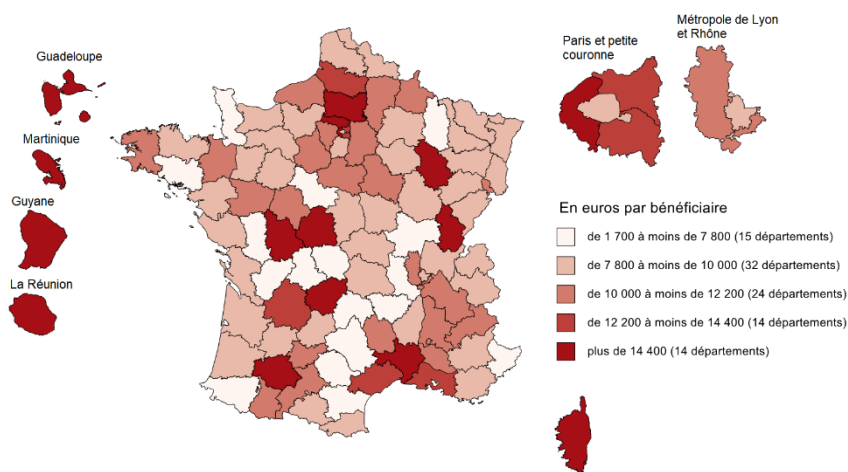 Guadeloupe
Martinique
Guyane
La Réunion
Paris et petite
couronne
Métropole de Lyon
et Rhône
En euros par bénéficiaire
de 1 700 à moins de 7 800 (15 départements)
de 7 800 à moins de 10 000 (32 départements)
de 10 000 à moins de 12 200 (24 départements)
de 12 200 à moins de 14 400 (14 départements)
plus de 14 400 (14 départements)